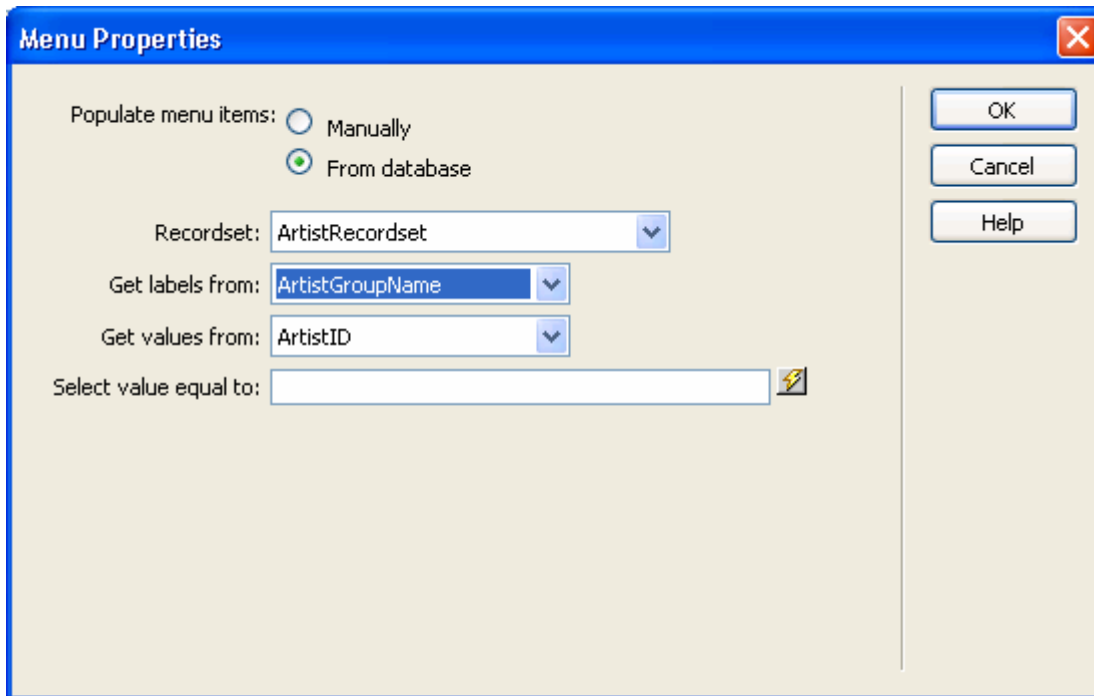 Menu Properties
Populate menu items:
Manually
From database
Recordset: ArtistRecordset
Get labels from: ArtistGroupName
Get values from: ArtistID
Select value equal to:
OK
Cancel
Help